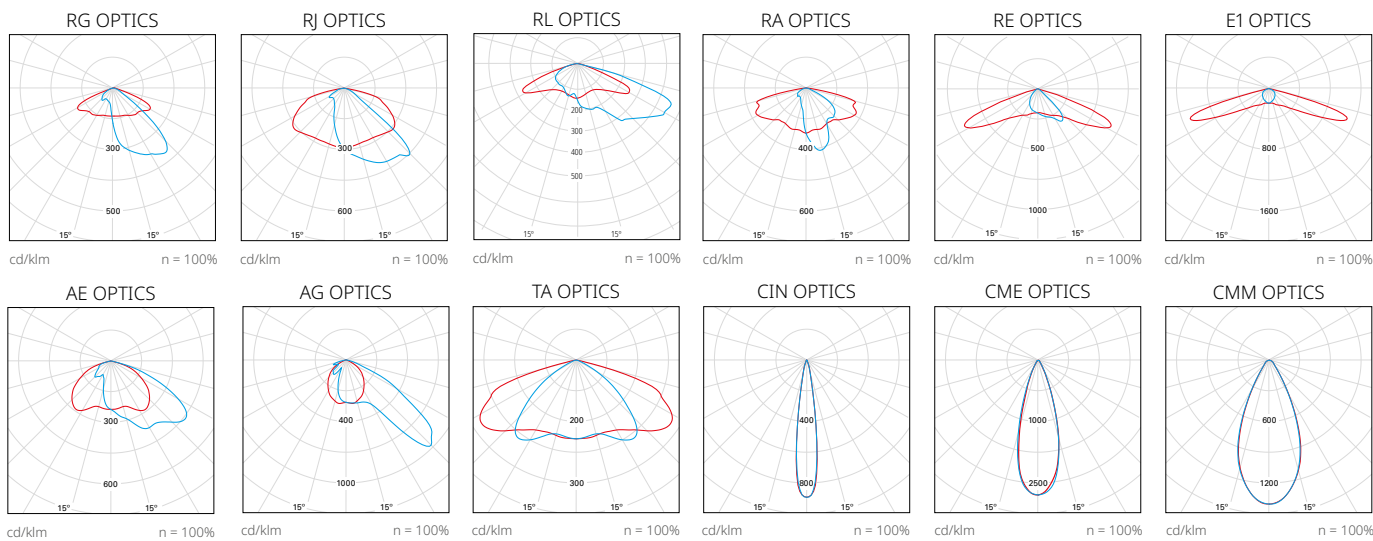 RG OPTICS
300
500
15°
15°
cd/klm
n = 100%
RJ OPTICS
300
600
15°
15°
cd/klm
n = 100%
RL OPTICS
200
300
400
500
15°
15°
cd/klm
n = 100%
RA OPTICS
400
600
15°
15°
cd/klm
n = 100%
RE OPTICS
500
1000
15°
15°
cd/klm
n = 100%
E1 OPTICS
800
1600
15°
15°
cd/klm
n = 100%
AE OPTICS
300
600
15°
15°
cd/klm
n = 100%
AG OPTICS
400
1000
15°
15°
cd/klm
n = 100%
TA OPTICS
200
300
15°
15°
cd/klm
n = 100%
CIN OPTICS
400
800
15°
15°
cd/klm
n = 100%
CME OPTICS
1000
2500
15°
15°
cd/klm
n = 100%
CMM OPTICS
600
1200
15°
15°
cd/klm
n = 100%